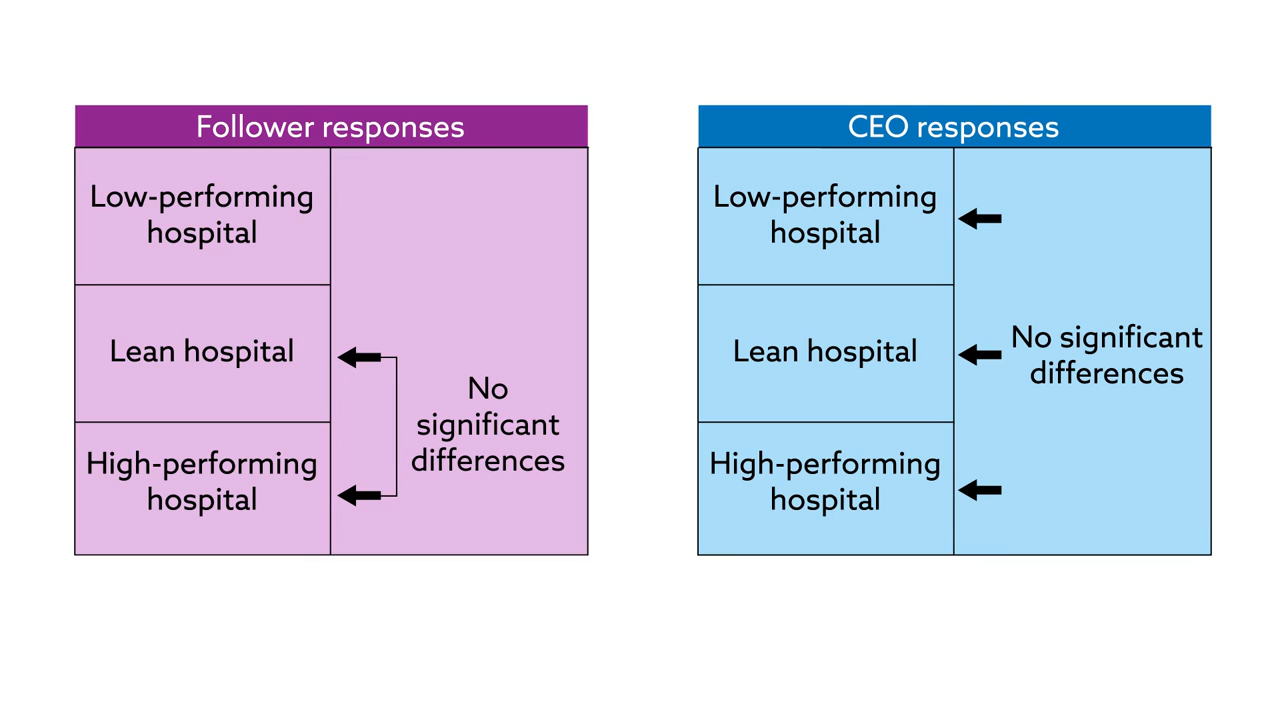 Follower responses
Low-performing
hospital
Lean hospital
High-performing
hospital
No
significant
differences
CEO responses
Low-performing
hospital
Lean hospital
High-performing
hospital
No significant
differences